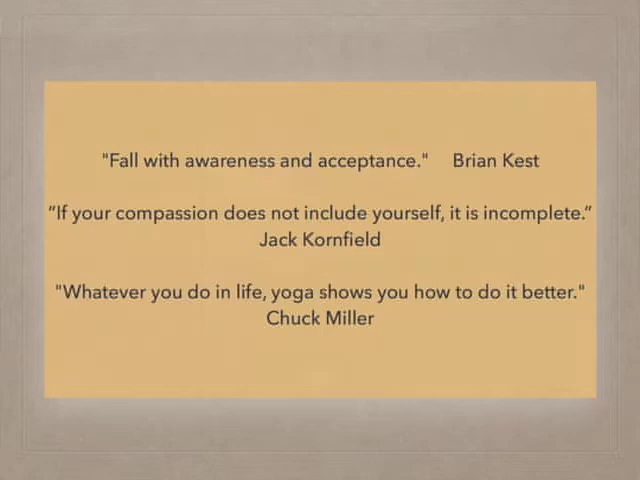 "Fall with awareness and acceptance."    Brian Kest
“If your compassion does not include yourself, it is incomplete.”
Jack Kornfield
"Whatever you do in life, yoga shows you how to do it better."
Chuck Miller